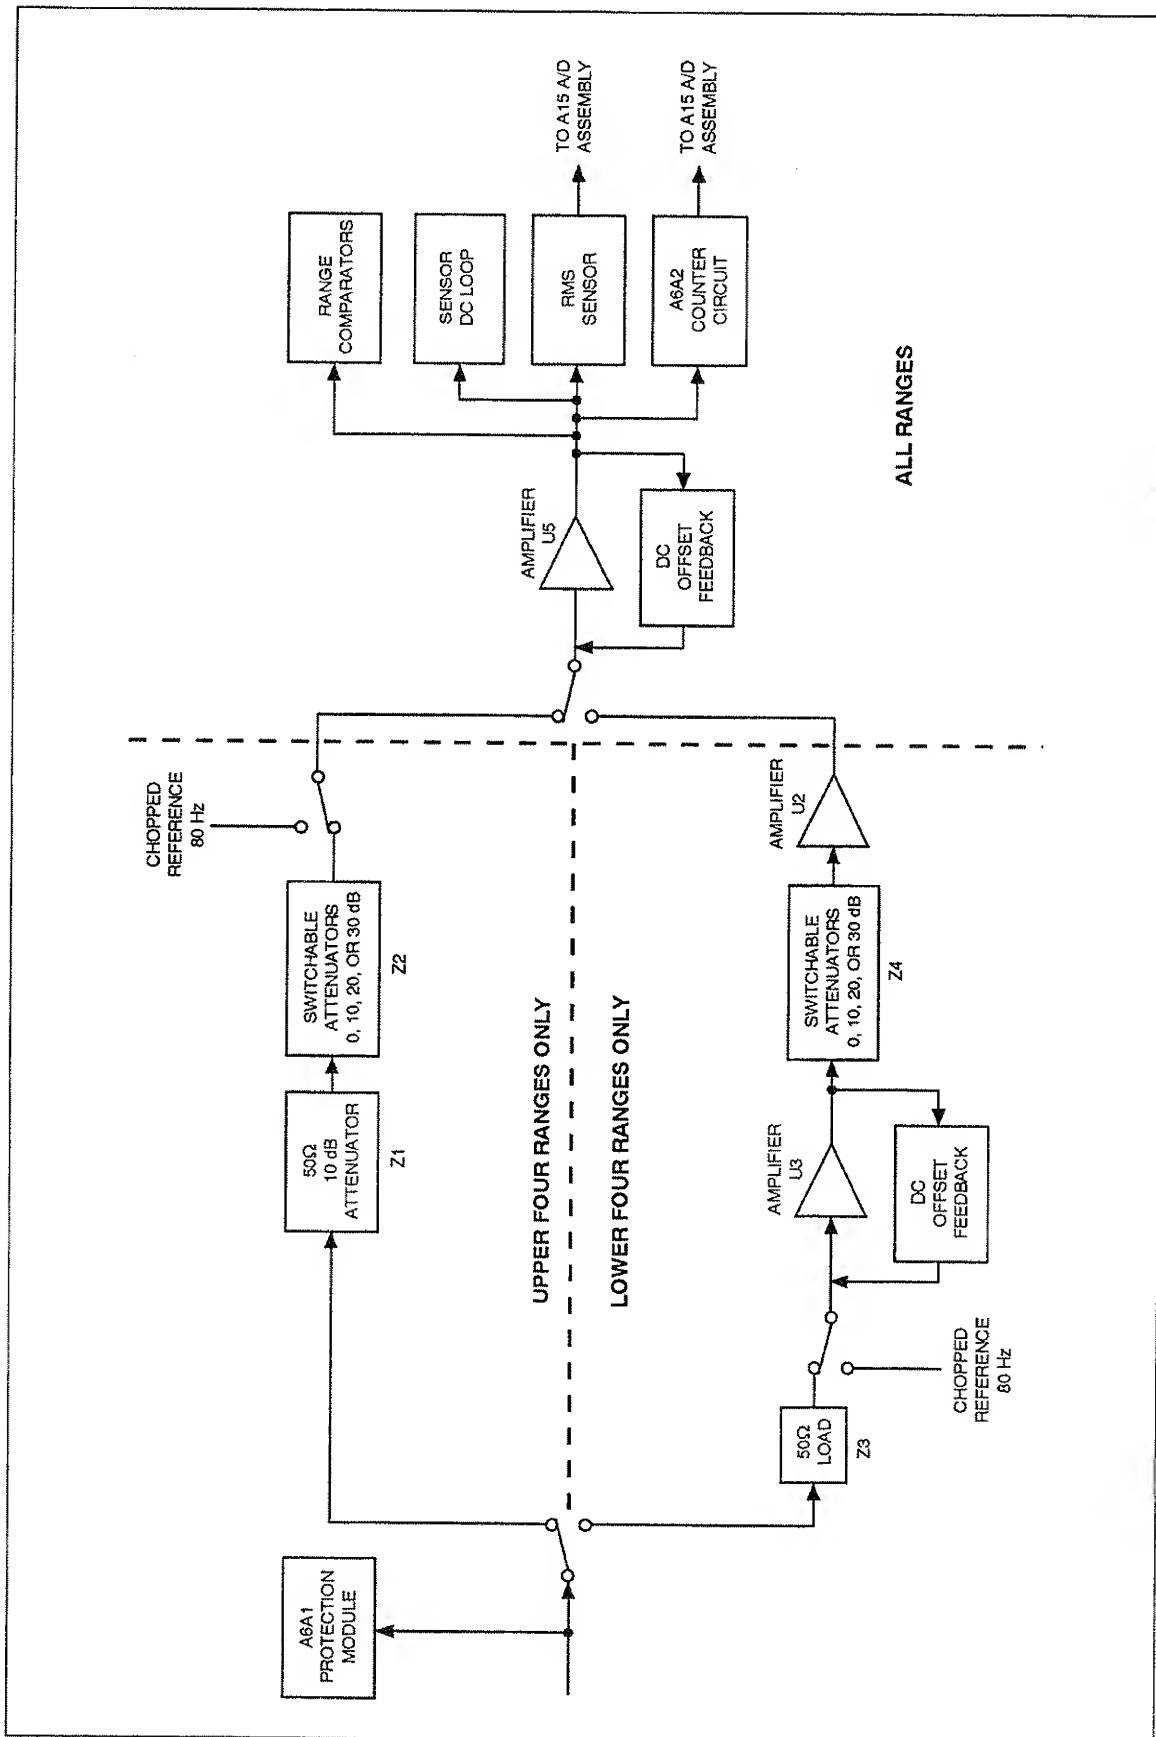 A6A1
PROTECTION
MODULE
50Ω
10 dB
ATTENUATOR
Z1
SWITCHABLE
ATTENUATORS
0, 10, 20, OR 30 dB
Z2
CHOPPED
REFERENCE
80 Hz
UPPER FOUR RANGES ONLY
LOWER FOUR RANGES ONLY
50Ω
LOAD
Z3
CHOPPED
REFERENCE
80 Hz
AMPLIFIER
U3
DC
OFFSET
FEEDBACK
SWITCHABLE
ATTENUATORS
0, 10, 20, OR 30 dB
Z4
AMPLIFIER
U2
AMPLIFIER
U5
DC
OFFSET
FEEDBACK
RANGE
COMPARATORS
SENSOR
DC LOOP
RMS
SENSOR
TO A15 A/D
ASSEMBLY
A6A2
COUNTER
CIRCUIT
TO A15 A/D
ASSEMBLY
ALL RANGES